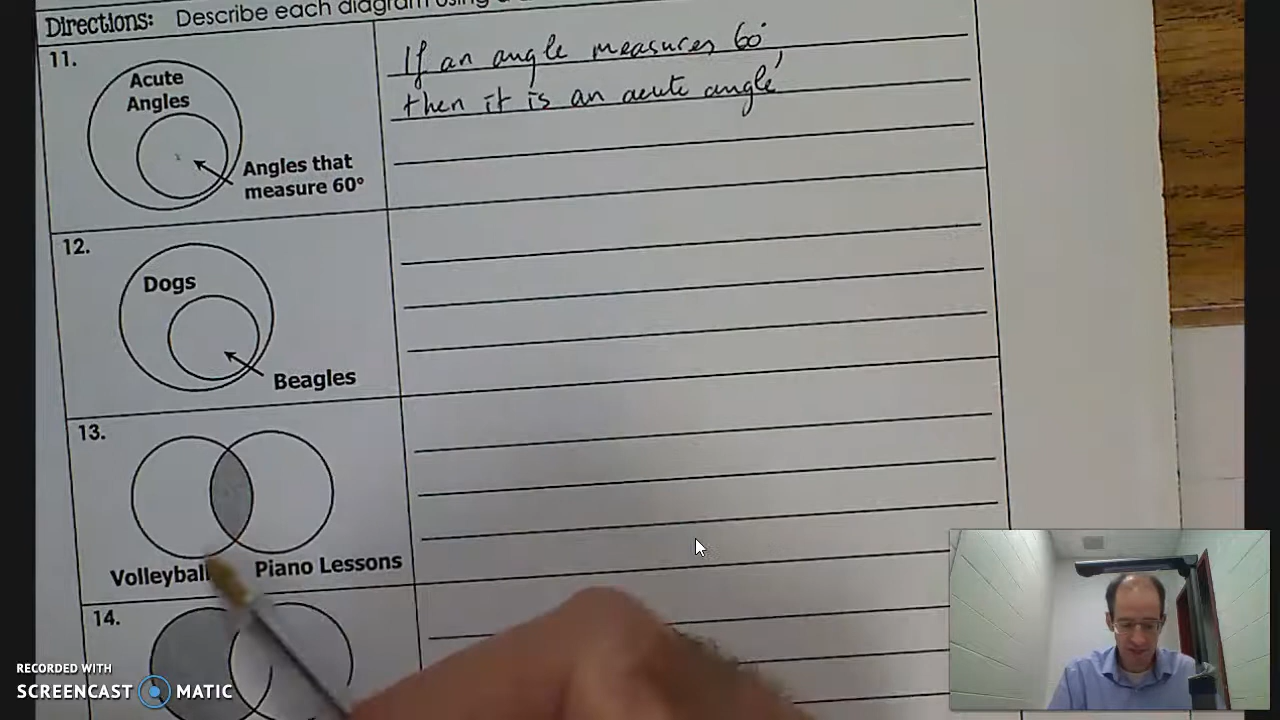 Directions: Describe each diagram using a
11.
Acute
Angles
Angles that
measure 60°
If an angle measures 60°,
then it is an acute angle
12.
Dogs
Beagles
13.
Volleyball
Piano Lessons
14.
RECORDED WITH
SCREENCAST MATIC